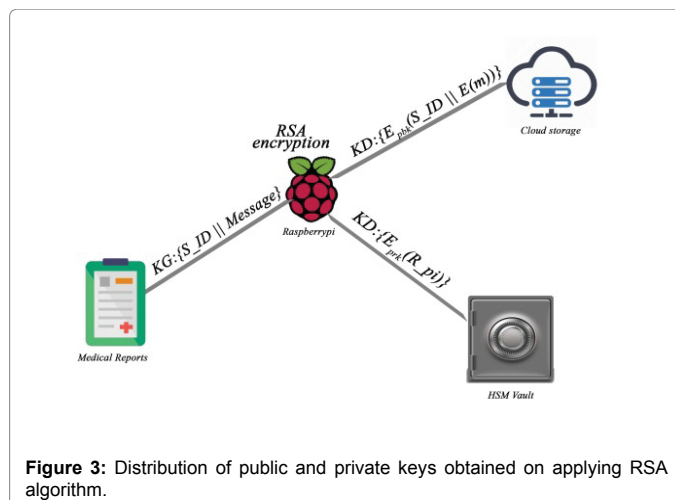 KD:{E_pbk(S_ID || E(m))}
Cloud storage
RSA
encryption
KG:{S_ID || Message}
Raspberrypi
KD:{E_prk(R_pi)}
Medical Reports
HSM Vault
Figure 3: Distribution of public and private keys obtained on applying RSA
algorithm.